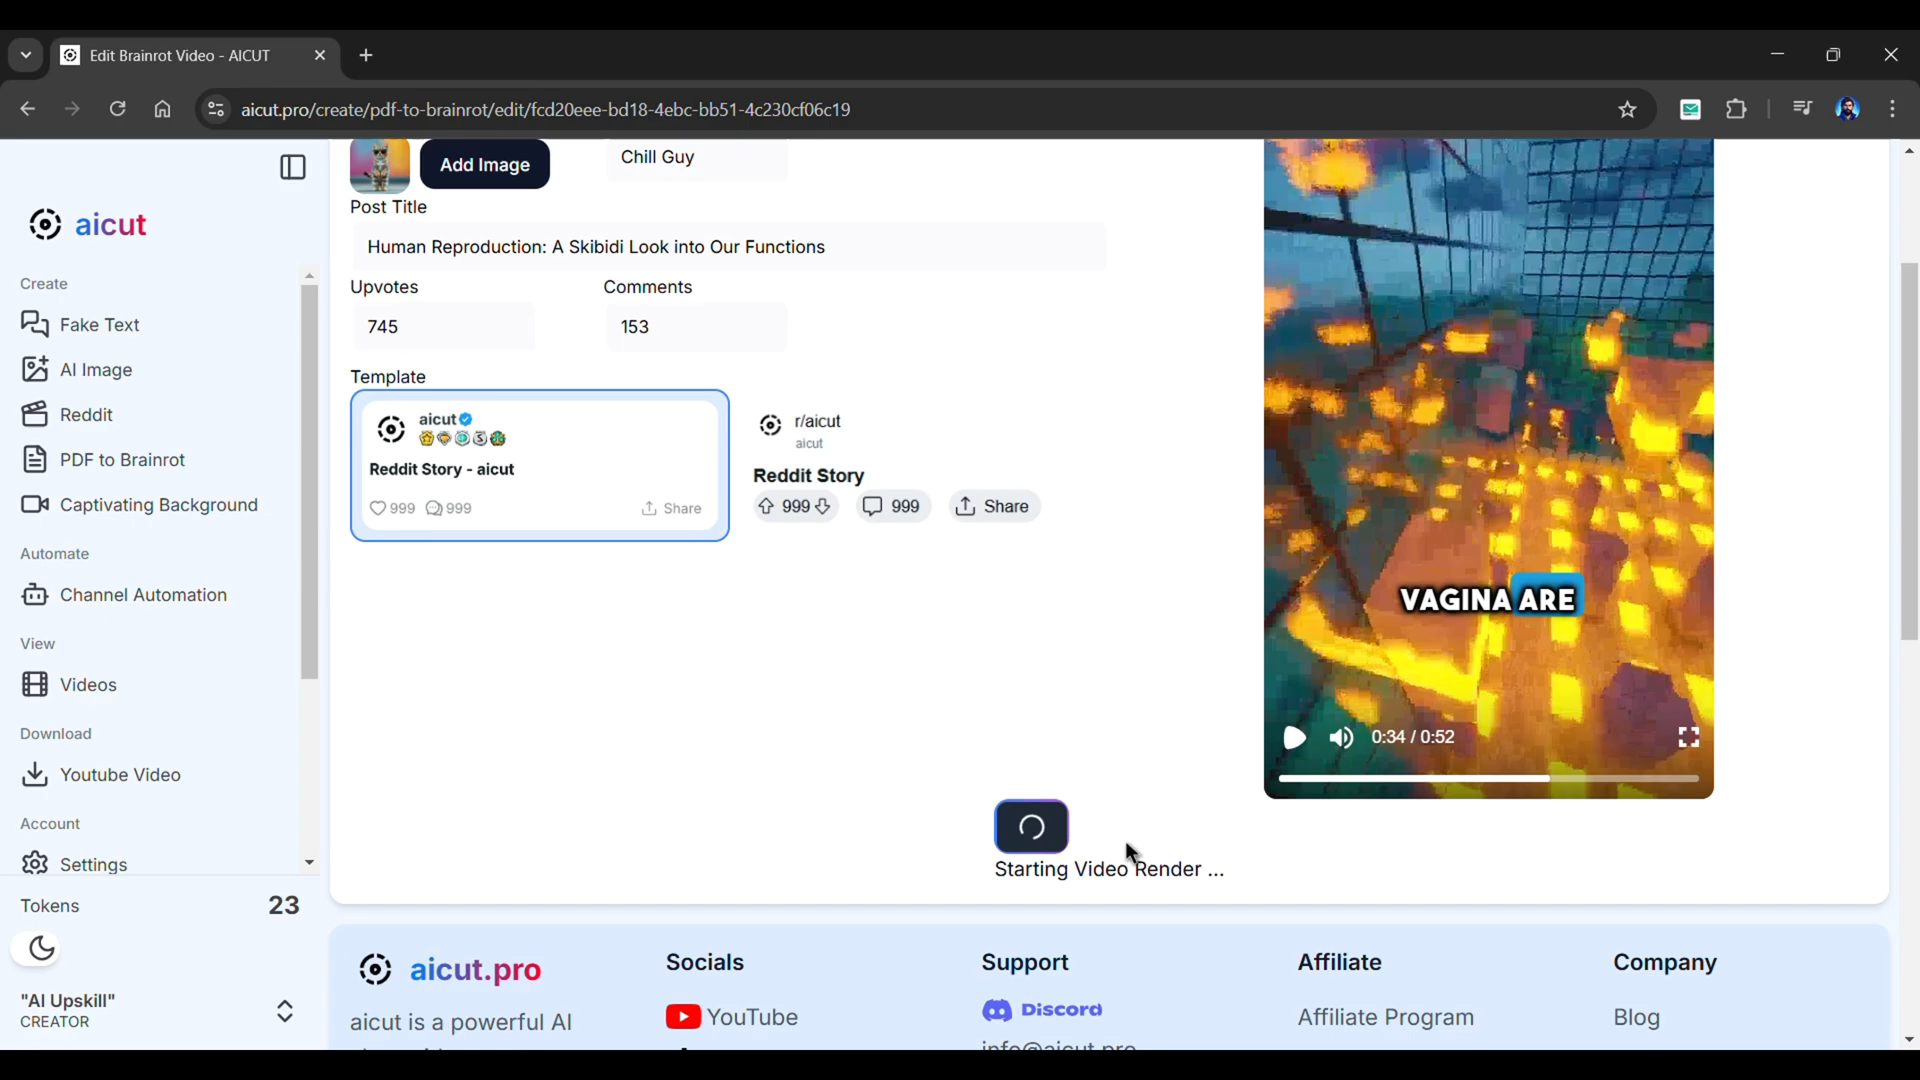 Edit Brainrot Video - AICUT
aicut.pro/create/pdf-to-brainrot/edit/fcd20eee-bd18-4ebc-bb51-4c230cf06c19
aicut
Create
Fake Text
AI Image
Reddit
PDF to Brainrot
Captivating Background
Automate
Channel Automation
View
Videos
Download
Youtube Video
Account
Settings
Tokens 23
"AI Upskill"
CREATOR
Add Image
Chill Guy
Post Title
Human Reproduction: A Skibidi Look into Our Functions
Upvotes Comments
745 153
Template
aicut
Reddit Story - aicut
999 999 Share
r/aicut
aicut
Reddit Story
999 999 Share
VAGINA ARE
0:34 / 0:52
Starting Video Render ...
aicut.pro
aicut is a powerful AI
Socials
YouTube
Support
Discord
info@aicut.pro
Affiliate
Affiliate Program
Company
Blog